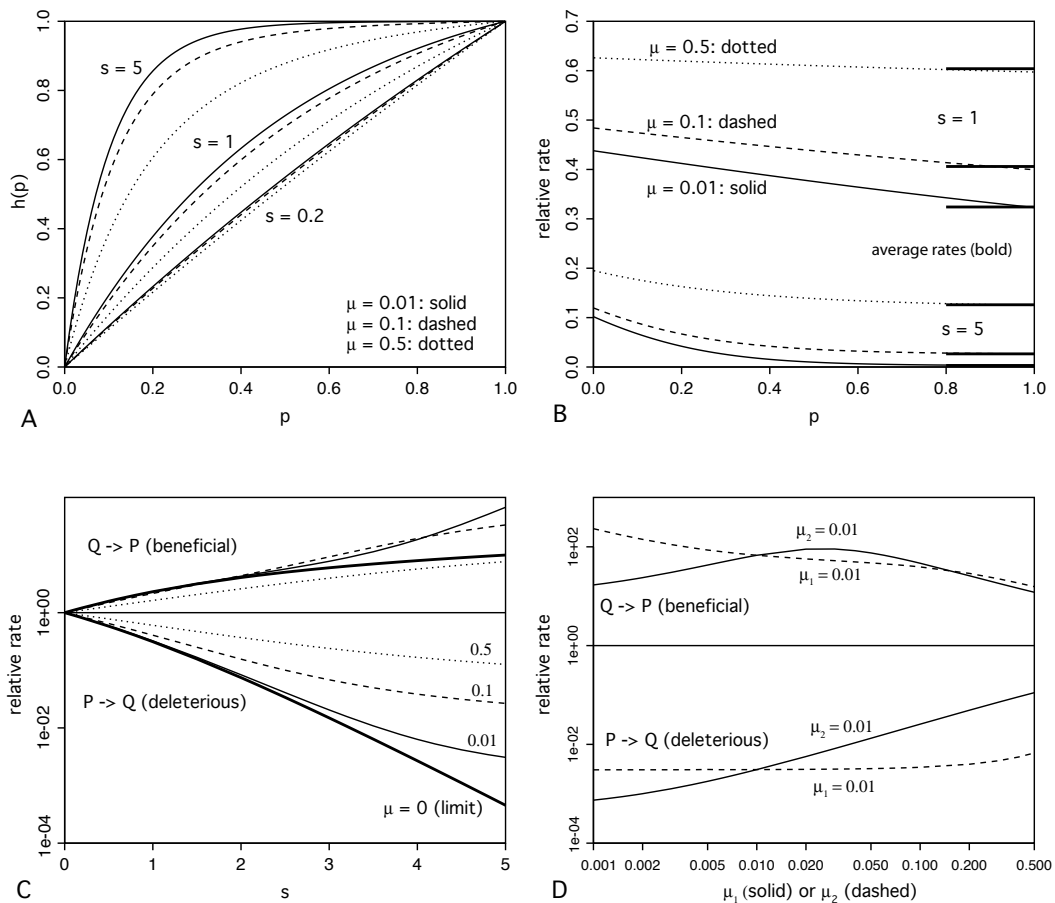 h(p)
0.0
0.2
0.4
0.6
0.8
1.0
s = 5
s = 1
s = 0.2
μ = 0.01: solid
μ = 0.1: dashed
μ = 0.5: dotted
0.0 0.2 0.4 0.6 0.8 1.0
p
A
relative rate
0.0
0.1
0.2
0.3
0.4
0.5
0.6
0.7
μ = 0.5: dotted
s = 1
μ = 0.1: dashed
μ = 0.01: solid
average rates (bold)
s = 5
0.0 0.2 0.4 0.6 0.8 1.0
p
B
relative rate
1e-04
1e-02
1e+00
Q -> P (beneficial)
0.5
0.1
P -> Q (deleterious)
0.01
μ = 0 (limit)
0 1 2 3 4 5
s
C
relative rate
1e-04
1e-02
1e+00
1e+02
μ2 = 0.01
μ1 = 0.01
Q -> P (beneficial)
μ2 = 0.01
P -> Q (deleterious)
μ1 = 0.01
0.001 0.002 0.005 0.010 0.020 0.050 0.100 0.200 0.500
μ1 (solid) or μ2 (dashed)
D